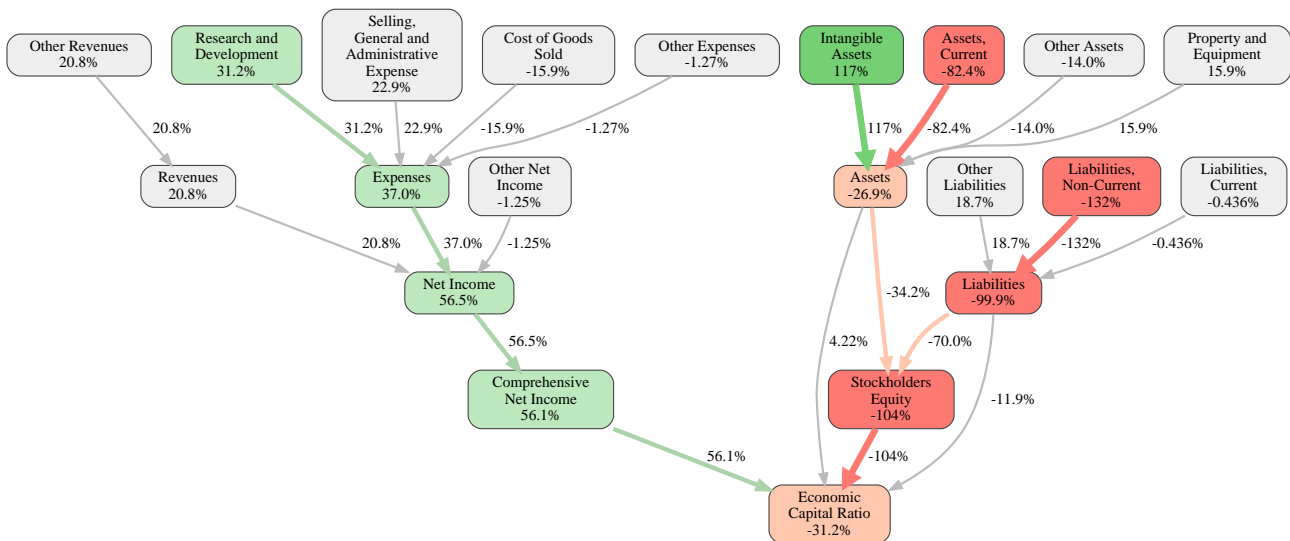 Other Revenues
20.8%
Research and
Development
31.2%
Selling,
General and
Administrative
Expense
22.9%
Cost of Goods
Sold
-15.9%
Other Expenses
-1.27%
Intangible
Assets
117%
Assets,
Current
-82.4%
Other Assets
-14.0%
Property and
Equipment
15.9%
20.8%
31.2%
22.9%
-15.9%
-1.27%
117%
-82.4%
-14.0%
15.9%
Revenues
20.8%
Expenses
37.0%
Other Net
Income
-1.25%
Assets
-26.9%
Other
Liabilities
18.7%
Liabilities,
Non-Current
-132%
Liabilities,
Current
-0.436%
20.8%
37.0%
-1.25%
18.7%
-132%
-0.436%
Net Income
56.5%
Liabilities
-99.9%
56.5%
4.22%
-34.2%
-70.0%
Comprehensive
Net Income
56.1%
Stockholders
Equity
-104%
-11.9%
56.1%
-104%
Economic
Capital Ratio
-31.2%